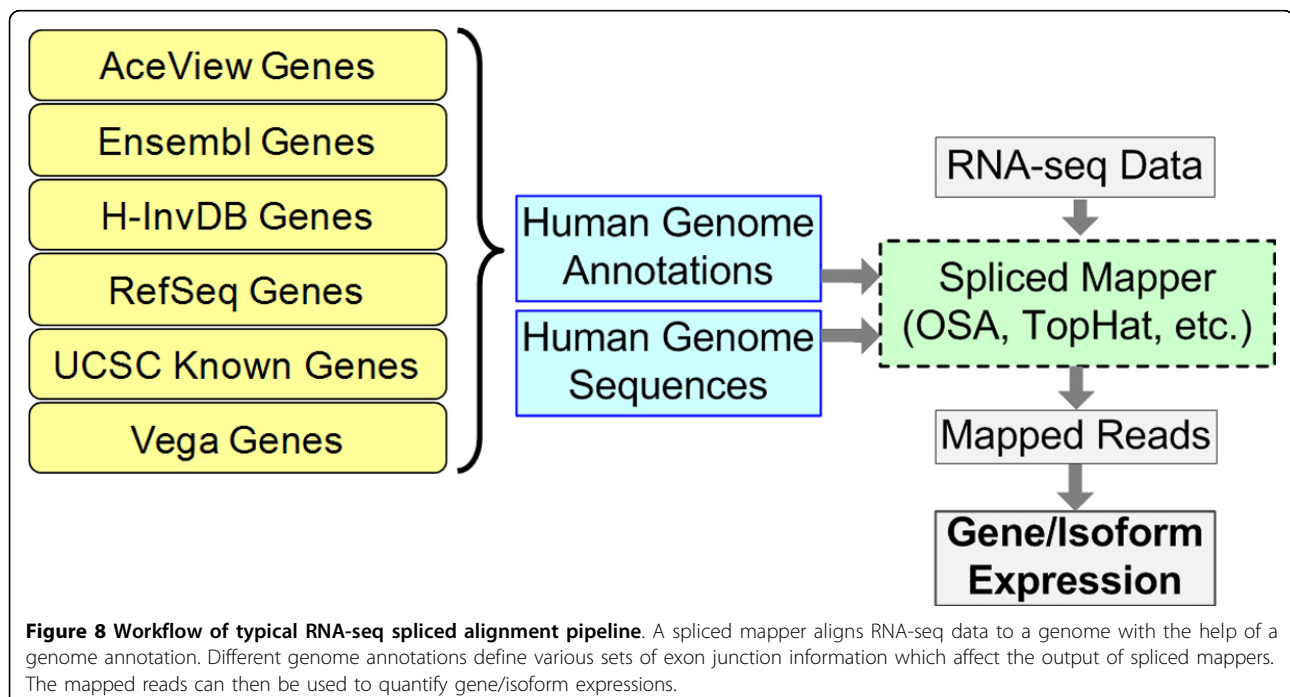 AceView Genes
Ensembl Genes
H-InvDB Genes
RefSeq Genes
UCSC Known Genes
Vega Genes
Human Genome
Annotations
Human Genome
Sequences
RNA-seq Data
Spliced Mapper
(OSA, TopHat, etc.)
Mapped Reads
Gene/Isoform
Expression
Figure 8 Workflow of typical RNA-seq spliced alignment pipeline. A spliced mapper aligns RNA-seq data to a genome with the help of a
genome annotation. Different genome annotations define various sets of exon junction information which affect the output of spliced mappers.
The mapped reads can then be used to quantify gene/isoform expressions.